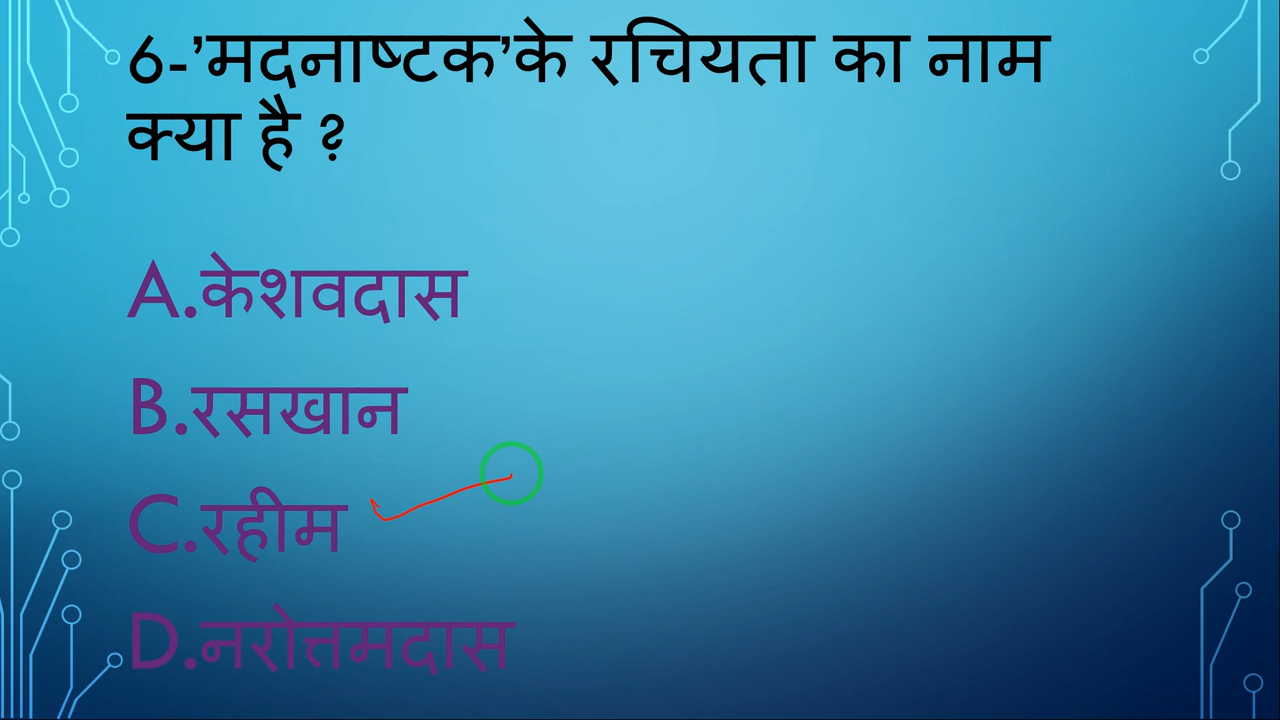 6-’मदनाष्टक’के रचियता का नाम
क्या है ?
A.केशवदास
B.रसखान
C.रहीम
D.नरोत्तमदास